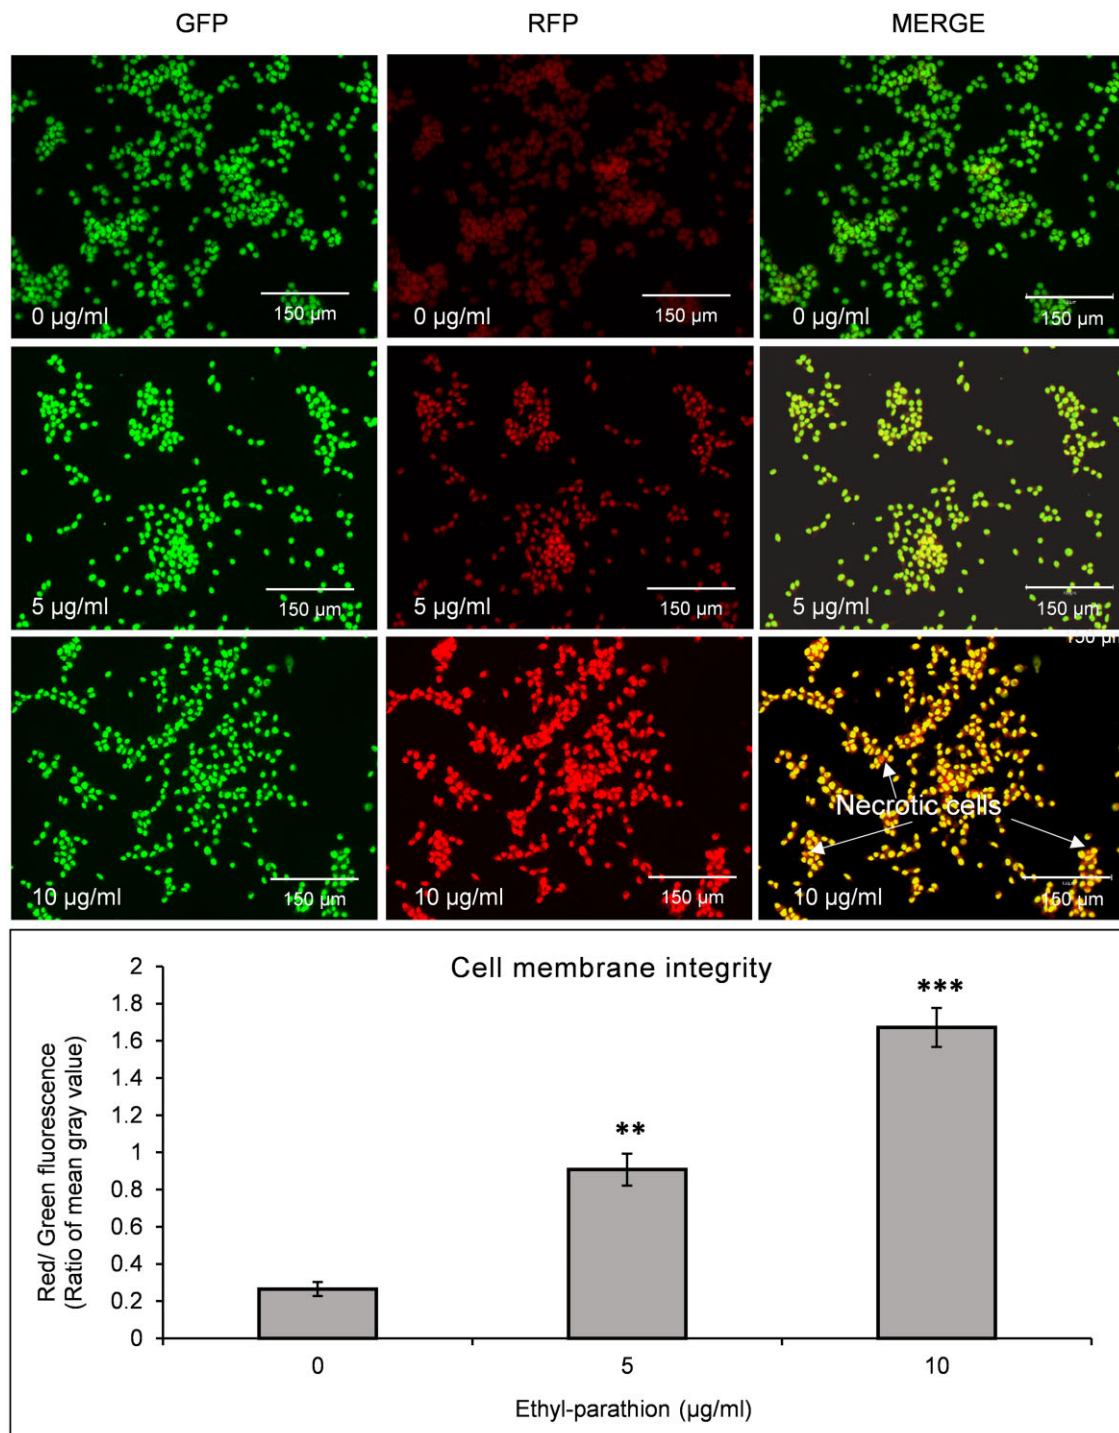 GFP
RFP
MERGE
0 µg/ml
150 µm
0 µg/ml
150 µm
0 µg/ml
150 µm
5 µg/ml
150 µm
5 µg/ml
150 µm
5 µg/ml
150 µm
150 µm
10 µg/ml
150 µm
10 µg/ml
150 µm
Necrotic cells
10 µg/ml
150 µm
Cell membrane integrity
Red/ Green fluorescence
(Ratio of mean gray value)
2
1.8
1.6
1.4
1.2
1
0.8
0.6
0.4
0.2
0
**
***
0
5
10
Ethyl-parathion (µg/ml)